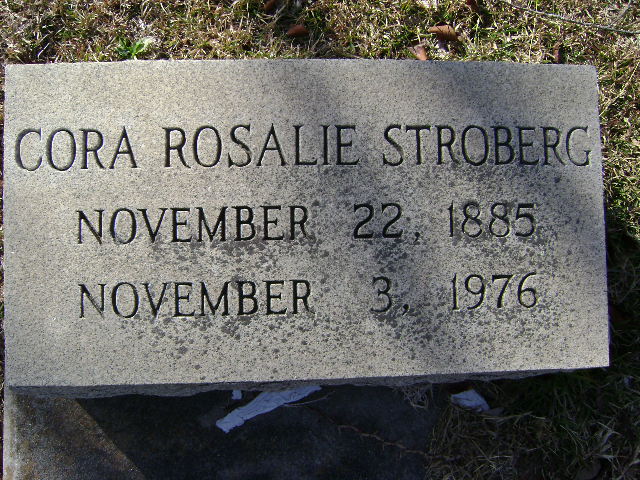 CORA ROSALIE STROBERG
NOVEMBER 22, 1885
NOVEMBER 3, 1976